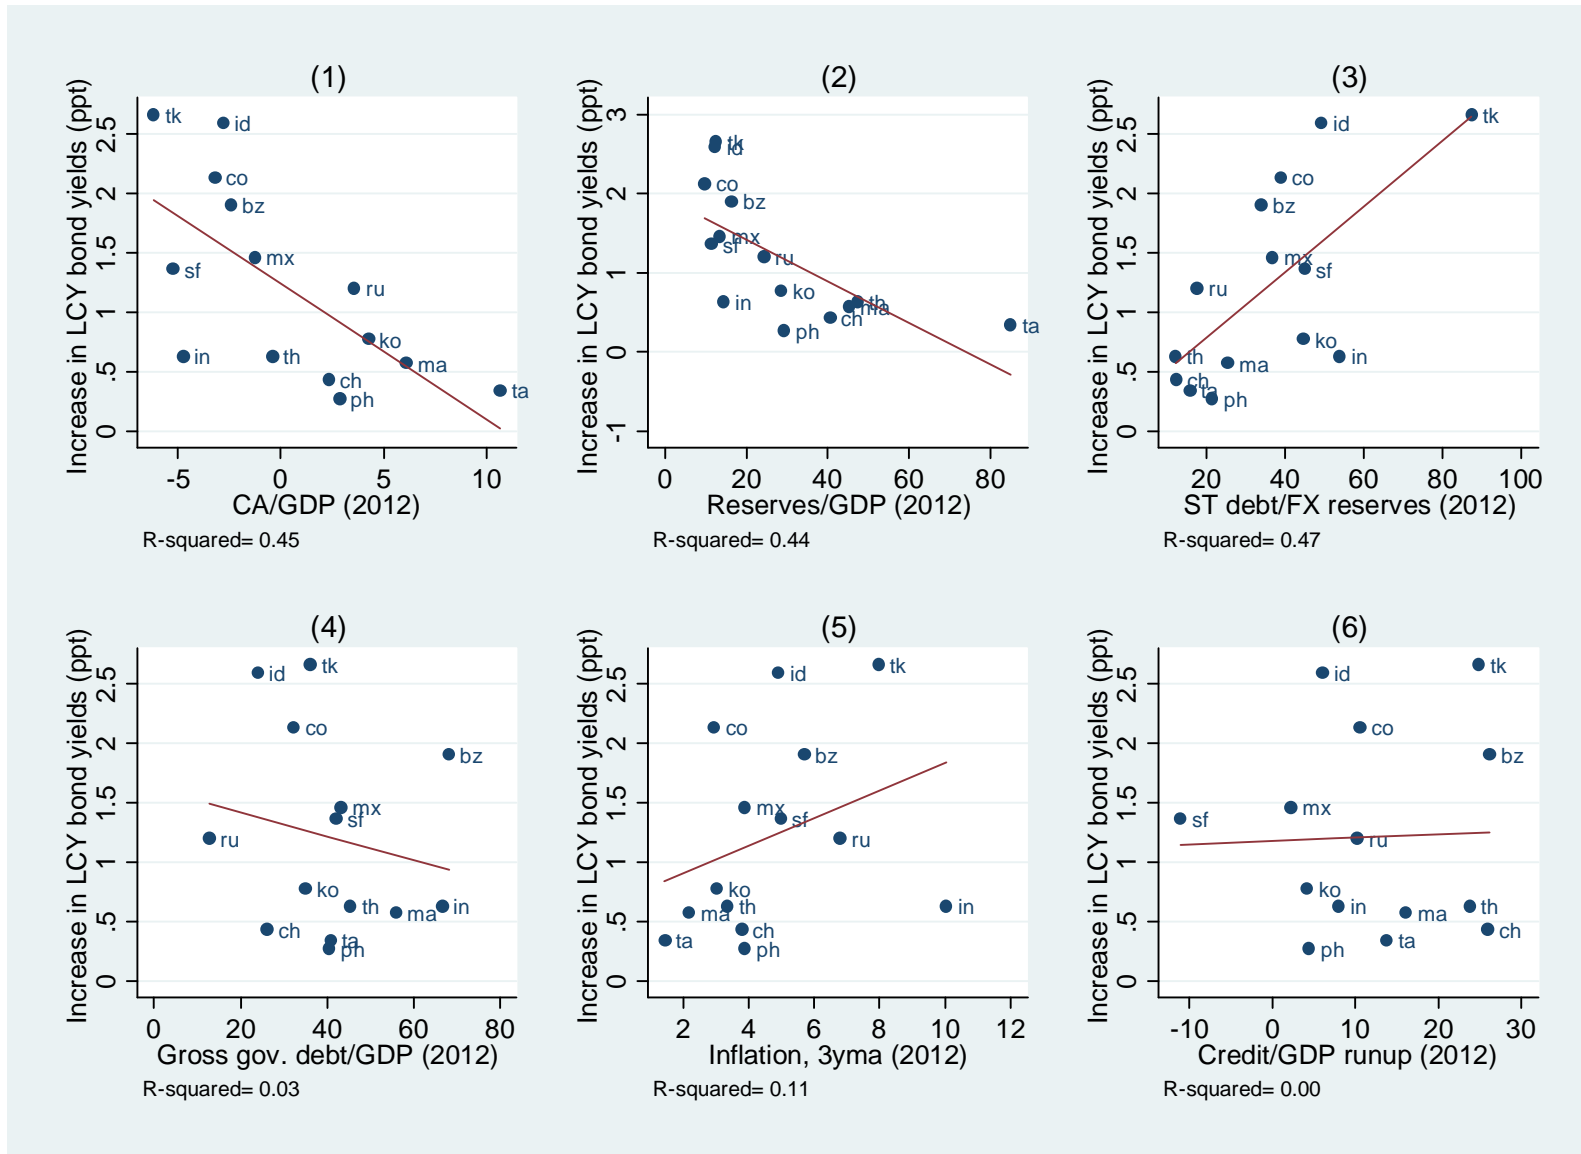 (1)
Increase in LCY bond yields (ppt)
2.5
2
1.5
1
.5
0
tk
id
co
bz
mx
sf
ru
ko
in
th
ma
ch
ph
ta
-5 0 5 10
CA/GDP (2012)
R-squared= 0.45
(2)
Increase in LCY bond yields (ppt)
3
2
1
0
-1
tk
id
co
bz
mx
sf
ru
ko
in
th
ma
ch
ph
ta
0 20 40 60 80
Reserves/GDP (2012)
R-squared= 0.44
(3)
Increase in LCY bond yields (ppt)
2.5
2
1.5
1
.5
0
tk
id
co
bz
mx
sf
ru
ko
in
th
ma
ch
ta
ph
20 40 60 80 100
ST debt/FX reserves (2012)
R-squared= 0.47
(4)
Increase in LCY bond yields (ppt)
2.5
2
1.5
1
.5
0
tk
id
co
bz
mx
sf
ru
ko
th
ma
in
ch
ta
ph
0 20 40 60 80
Gross gov. debt/GDP (2012)
R-squared= 0.03
(5)
Increase in LCY bond yields (ppt)
2.5
2
1.5
1
.5
0
tk
id
co
bz
mx
sf
ru
ko
ma
th
in
ch
ta
ph
2 4 6 8 10 12
Inflation, 3yma (2012)
R-squared= 0.11
(6)
Increase in LCY bond yields (ppt)
2.5
2
1.5
1
.5
0
tk
id
co
bz
mx
sf
ru
ko
in
ma
th
ch
ta
ph
-10 0 10 20 30
Credit/GDP runup (2012)
R-squared= 0.00